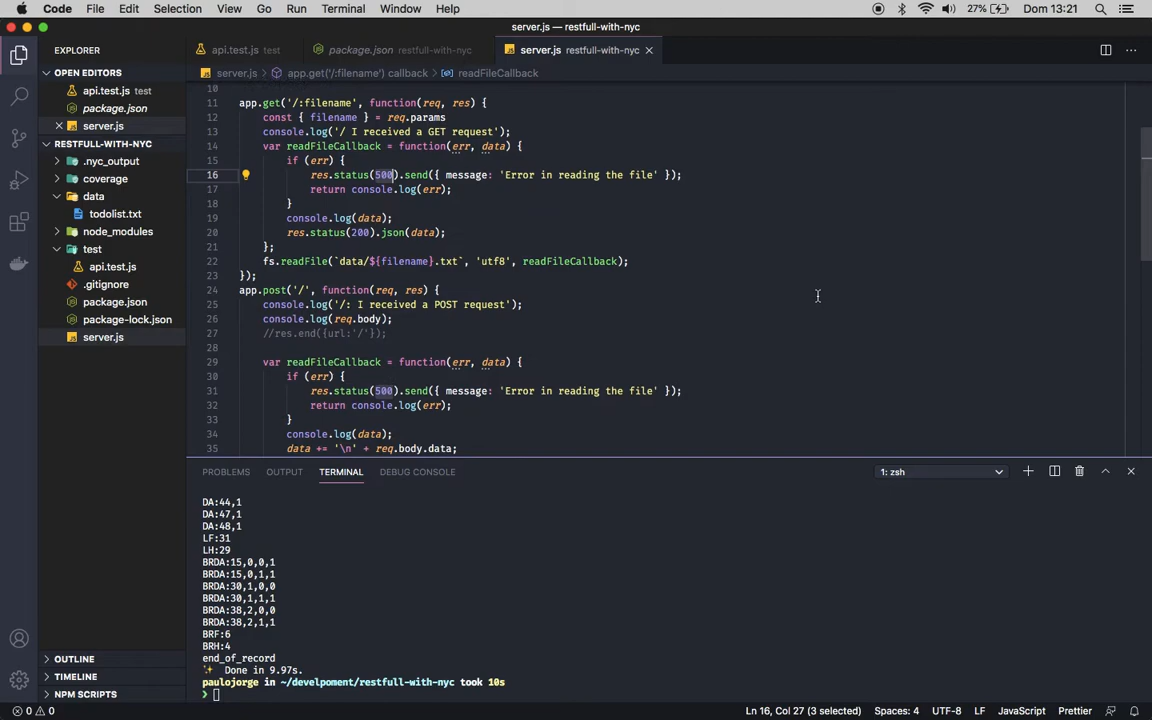 Code File Edit Selection View Go Run Terminal Window Help 27% Dom 13:21
server.js — restfull-with-nyc
EXPLORER
api.test.js test
package.json restfull-with-nyc
server.js restfull-with-nyc
OPEN EDITORS
api.test.js test
package.json
server.js
RESTFULL-WITH-NYC
.nyc_output
coverage
data
todolist.txt
node_modules
test
api.test.js
.gitignore
package.json
package-lock.json
server.js
OUTLINE
TIMELINE
NPM SCRIPTS
server.js > app.get('/:filename') callback > readFileCallback
10
11 app.get('/:filename', function(req, res) {
12 const { filename } = req.params
13 console.log('/ I received a GET request');
14 var readFileCallback = function(err, data) {
15 if (err) {
16 res.status(500).send({ message: 'Error in reading the file' });
17 return console.log(err);
18 }
19 console.log(data);
20 res.status(200).json(data);
21 };
22 fs.readFile(`data/${filename}.txt`, 'utf8', readFileCallback);
23 });
24 app.post('/', function(req, res) {
25 console.log('/: I received a POST request');
26 console.log(req.body);
27 //res.end({url:'/'});
28
29 var readFileCallback = function(err, data) {
30 if (err) {
31 res.status(500).send({ message: 'Error in reading the file' });
32 return console.log(err);
33 }
34 console.log(data);
35 data += '\n' + req.body.data;
PROBLEMS OUTPUT TERMINAL DEBUG CONSOLE 1: zsh
DA:44,1
DA:47,1
DA:48,1
LF:31
LH:29
BRDA:15,0,0,1
BRDA:15,0,1,1
BRDA:30,1,0,0
BRDA:30,1,1,1
BRDA:38,2,0,0
BRDA:38,2,1,1
BRF:6
BRH:4
end_of_record
✨ Done in 9.97s.
paulojorge in ~/develpoment/restfull-with-nyc took 10s
❯
0 0 Ln 16, Col 27 (3 selected) Spaces: 4 UTF-8 LF JavaScript Prettier